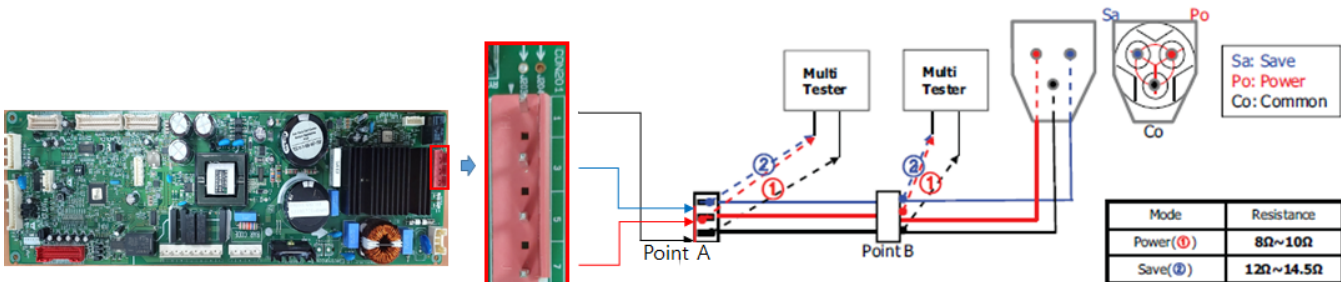 CON201
1
3
5
7
Multi
Tester
Multi
Tester
②
①
②
①
Point A
Point B
Sa
Po
Co
Sa: Save
Po: Power
Co: Common
Mode Resistance
Power(①) 8Ω~10Ω
Save(②) 12Ω~14.5Ω